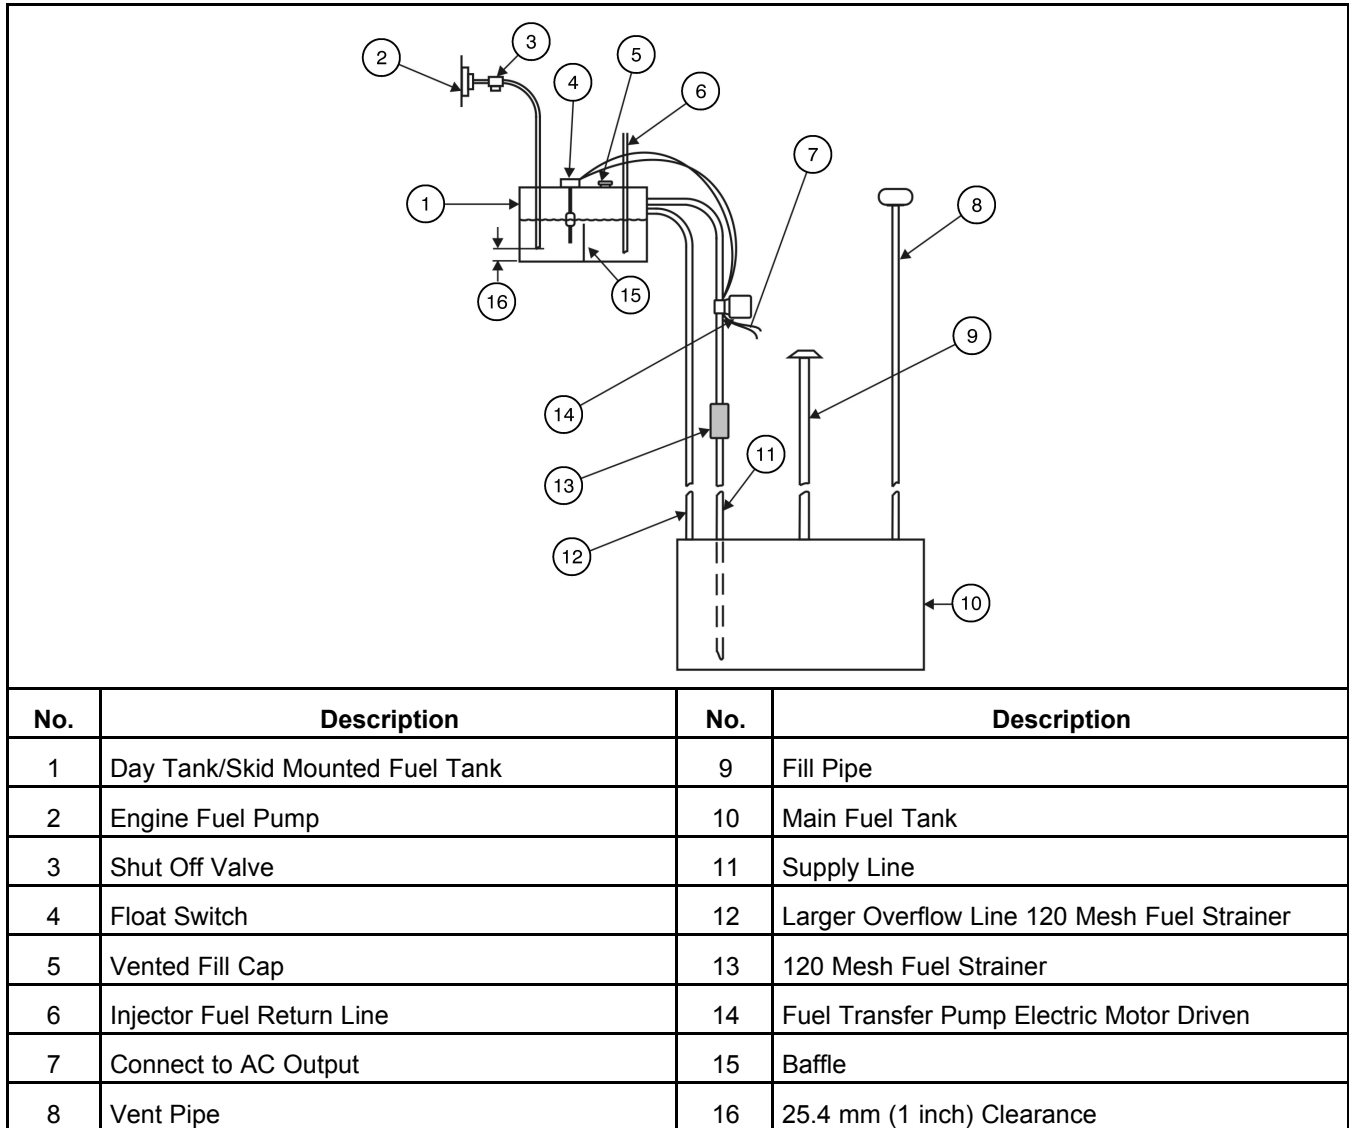 3
2
5
4
6
7
1
8
16
15
9
14
11
13
12
10
No. Description No. Description
1 Day Tank/Skid Mounted Fuel Tank 9 Fill Pipe
2 Engine Fuel Pump 10 Main Fuel Tank
3 Shut Off Valve 11 Supply Line
4 Float Switch 12 Larger Overflow Line 120 Mesh Fuel Strainer
5 Vented Fill Cap 13 120 Mesh Fuel Strainer
6 Injector Fuel Return Line 14 Fuel Transfer Pump Electric Motor Driven
7 Connect to AC Output 15 Baffle
8 Vent Pipe 16 25.4 mm (1 inch) Clearance